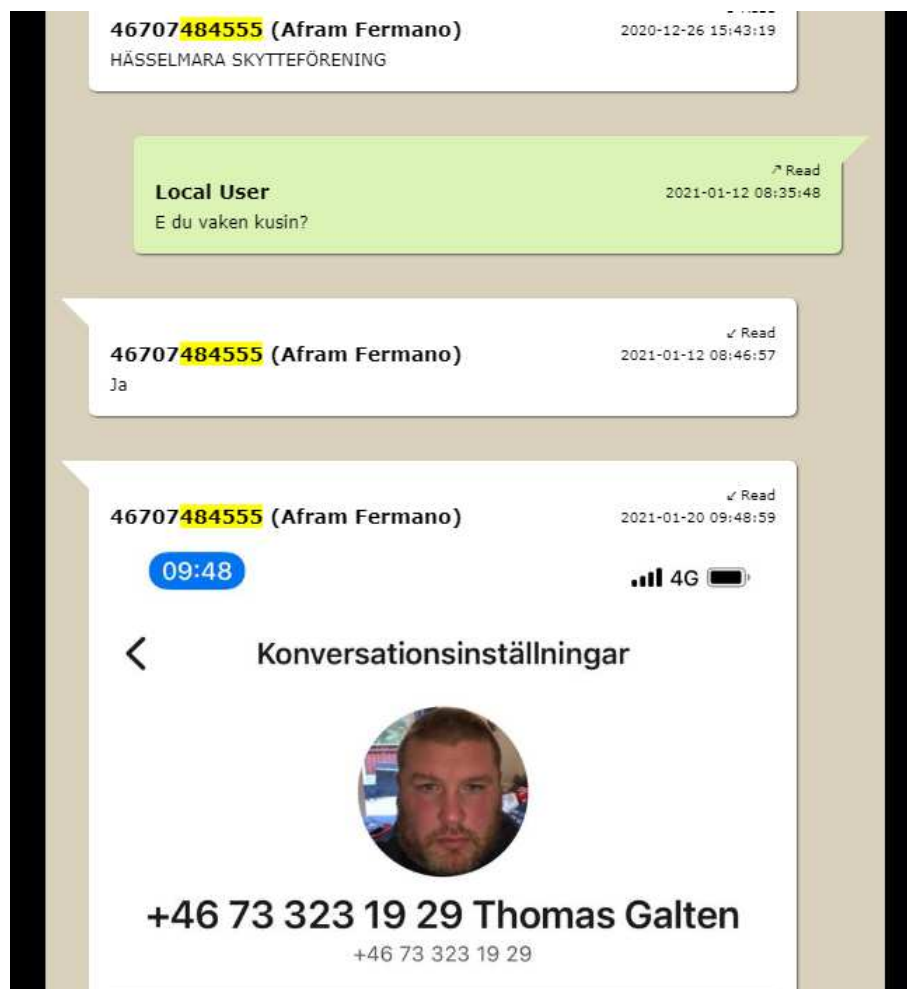 46707484555 (Afram Fermano)
2020-12-26 15:43:19
HÄSSELMARA SKYTTEFÖRENING
↗ Read
Local User
2021-01-12 08:35:48
E du vaken kusin?
↙ Read
46707484555 (Afram Fermano)
2021-01-12 08:46:57
Ja
↙ Read
46707484555 (Afram Fermano)
2021-01-20 09:48:59
09:48
4G
Konversationsinställningar
+46 73 323 19 29 Thomas Galten
+46 73 323 19 29